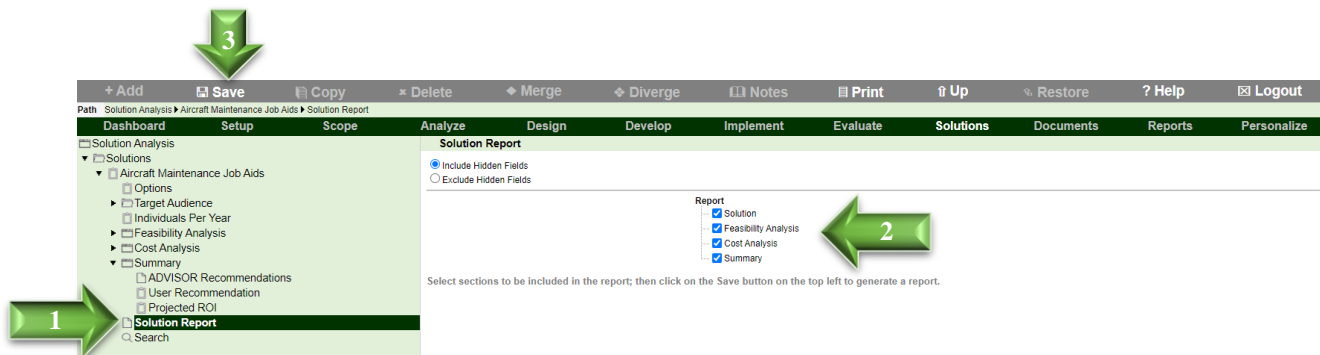 3
+ Add Save Copy × Delete Merge Diverge Notes Print Up Restore ? Help Logout
Path Solution Analysis Aircraft Maintenance Job Aids Solution Report
Dashboard Setup Scope Analyze Design Develop Implement Evaluate Solutions Documents Reports Personalize
Solution Analysis
Solutions
Aircraft Maintenance Job Aids
Options
Target Audience
Individuals Per Year
Feasibility Analysis
Cost Analysis
Summary
ADVISOR Recommendations
User Recommendation
Projected ROI
1
Solution Report
Search
Solution Report
Include Hidden Fields
Exclude Hidden Fields
Report
Solution
Feasibility Analysis
2
Cost Analysis
Summary
Select sections to be included in the report; then click on the Save button on the top left to generate a report.